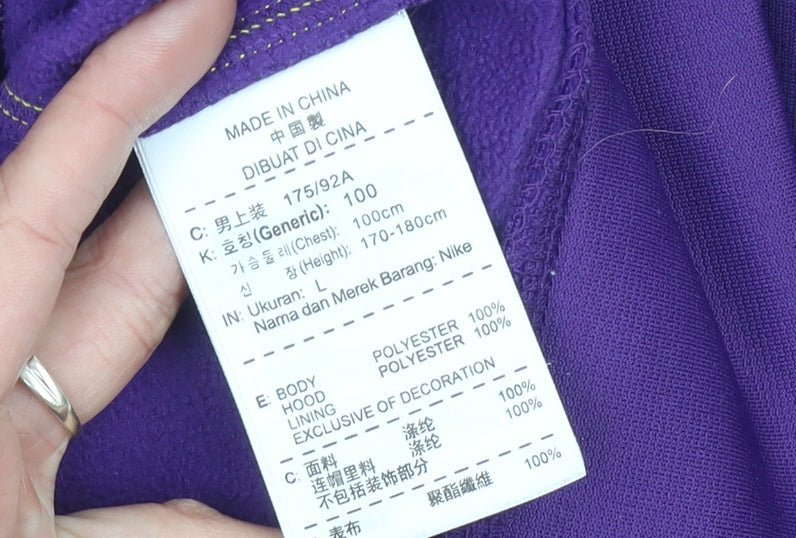 MADE IN CHINA
中国製
DIBUAT DI CINA
C: 男上装 175/92A
K: 호칭(Generic): 100
가슴둘레(Chest): 100cm
신 장(Height): 170-180cm
IN: Ukuran: L
Nama dan Merek Barang: Nike
E: BODY POLYESTER 100%
HOOD POLYESTER 100%
LINING
EXCLUSIVE OF DECORATION
C: 面料 涤纶 100%
连帽里料 涤纶 100%
不包括装饰部分
表布 聚酯纖維 100%